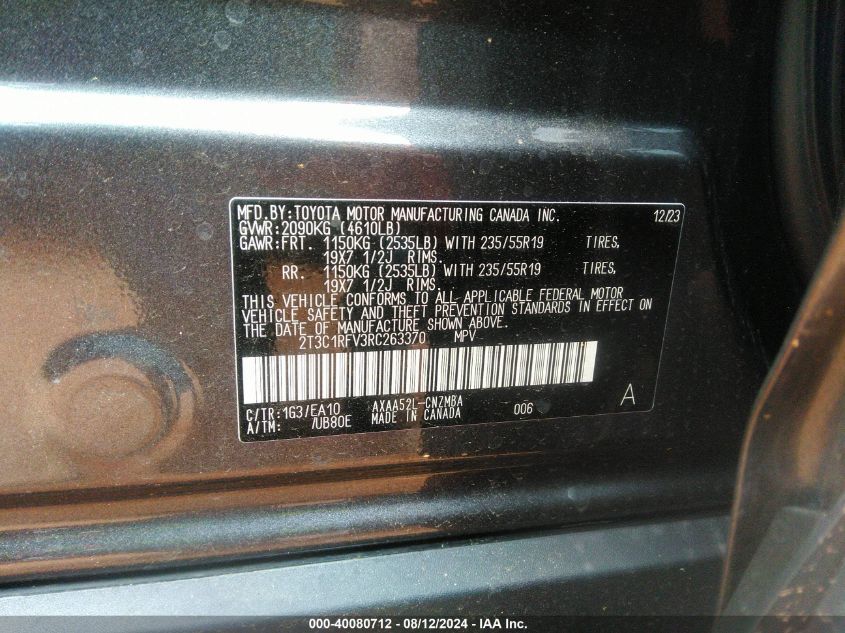 MFD.BY:TOYOTA MOTOR MANUFACTURING CANADA INC. 12/23
GVWR:2090KG (4610LB)
GAWR:FRT. 1150KG (2535LB) WITH 235/55R19 TIRES,
19X7 1/2J RIMS.
RR. 1150KG (2535LB) WITH 235/55R19 TIRES,
19X7 1/2J RIMS.
THIS VEHICLE CONFORMS TO ALL APPLICABLE FEDERAL MOTOR
VEHICLE SAFETY AND THEFT PREVENTION STANDARDS IN EFFECT ON
THE DATE OF MANUFACTURE SHOWN ABOVE.
2T3C1RFV3RC263370 MPV
C/TR:1G3/EA10 AXAA52L-CNZMBA 006 A
A/TM: /UB80E MADE IN CANADA
000-40080712 - 08/12/2024 - IAA Inc.